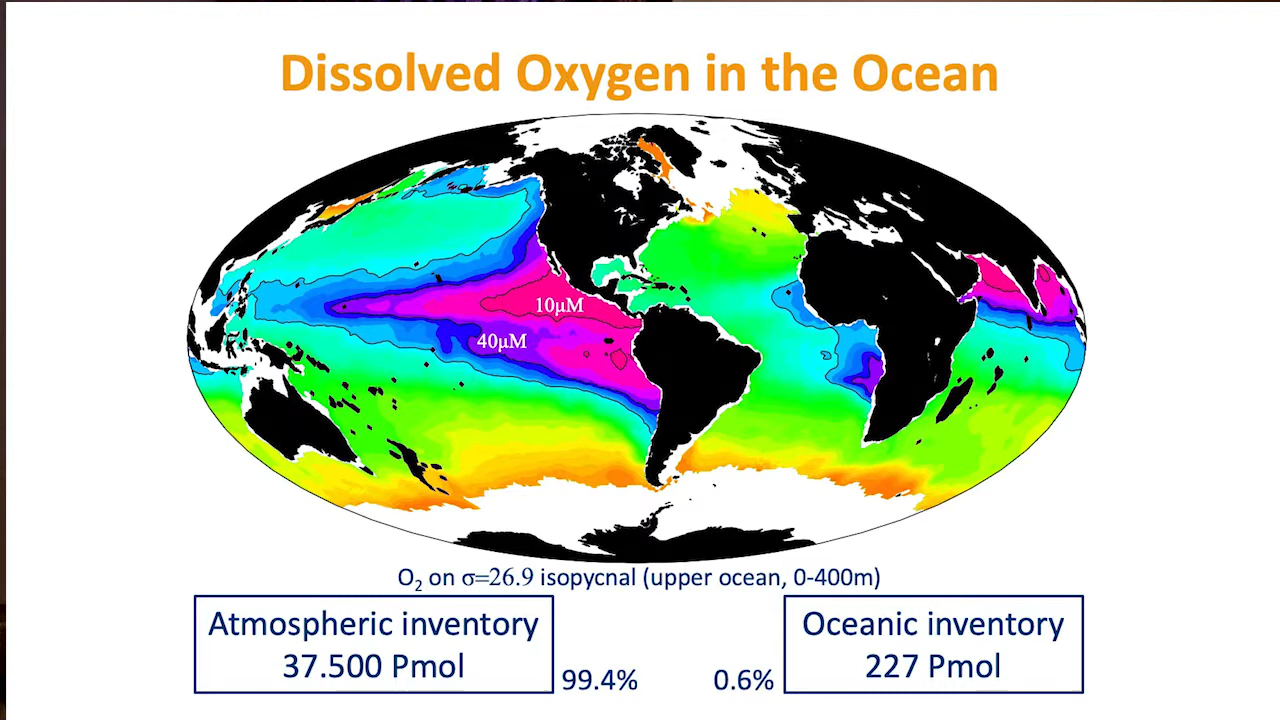 Dissolved Oxygen in the Ocean
10μM
40μM
O₂ on σ=26.9 isopycnal (upper ocean, 0-400m)
Atmospheric inventory
37.500 Pmol
99.4%
0.6%
Oceanic inventory
227 Pmol